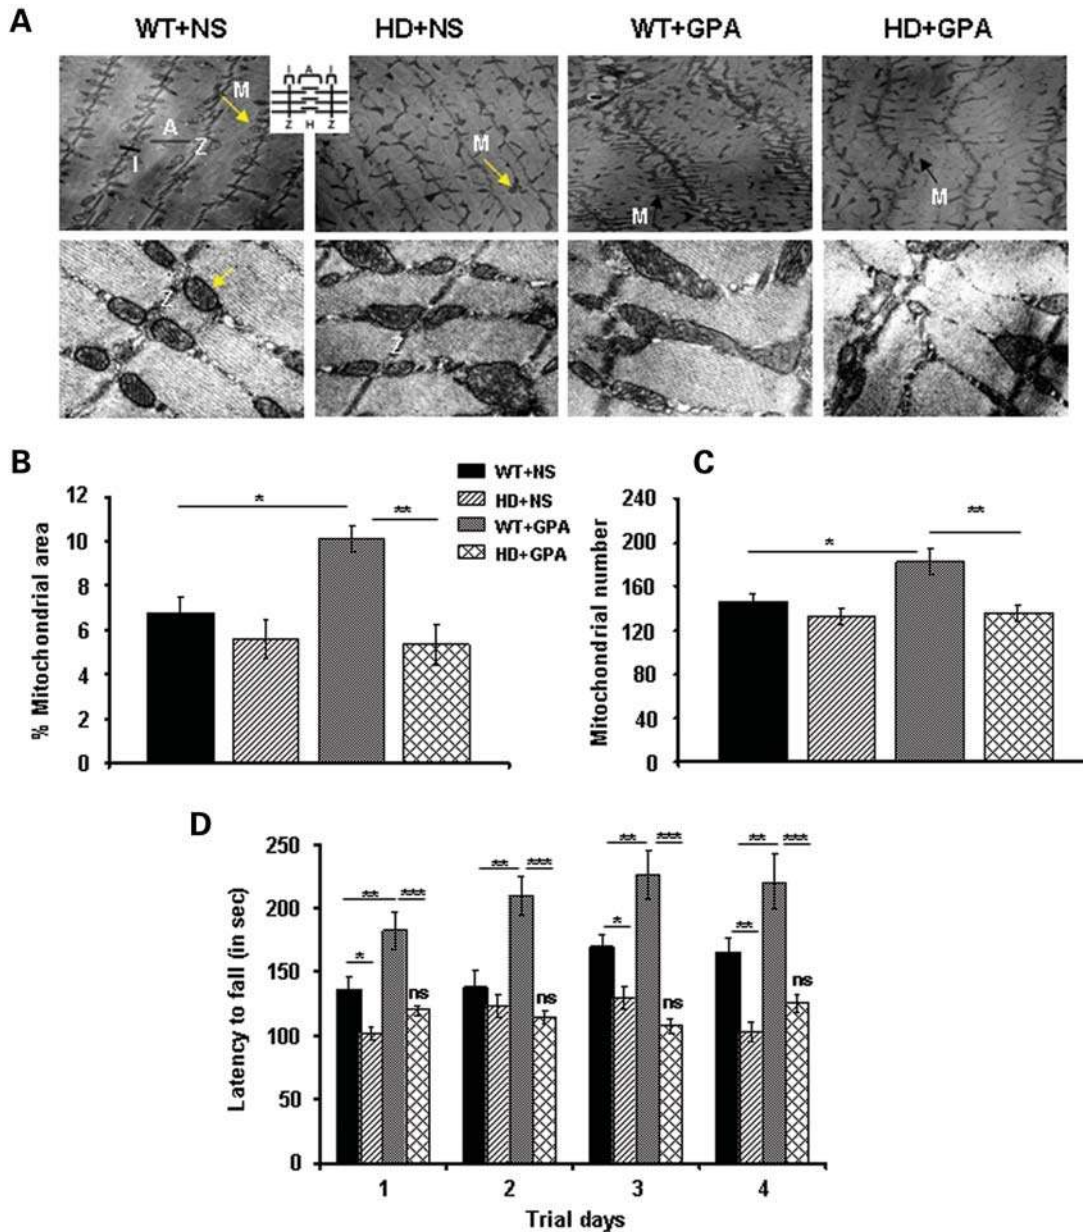 A
WT+NS HD+NS WT+GPA HD+GPA
I A I
Z H Z
M
A
I
Z
M
M
M
Z
Z
B
% Mitochondrial area
12
10
8
6
4
2
0
*
**
WT+NS
HD+NS
WT+GPA
HD+GPA
C
Mitochondrial number
240
200
160
120
80
40
0
*
**
D
Latency to fall (in sec)
250
200
150
100
50
0
** ***
*
ns
** ***
ns
** ***
*
ns
** ***
**
ns
1 2 3 4
Trial days